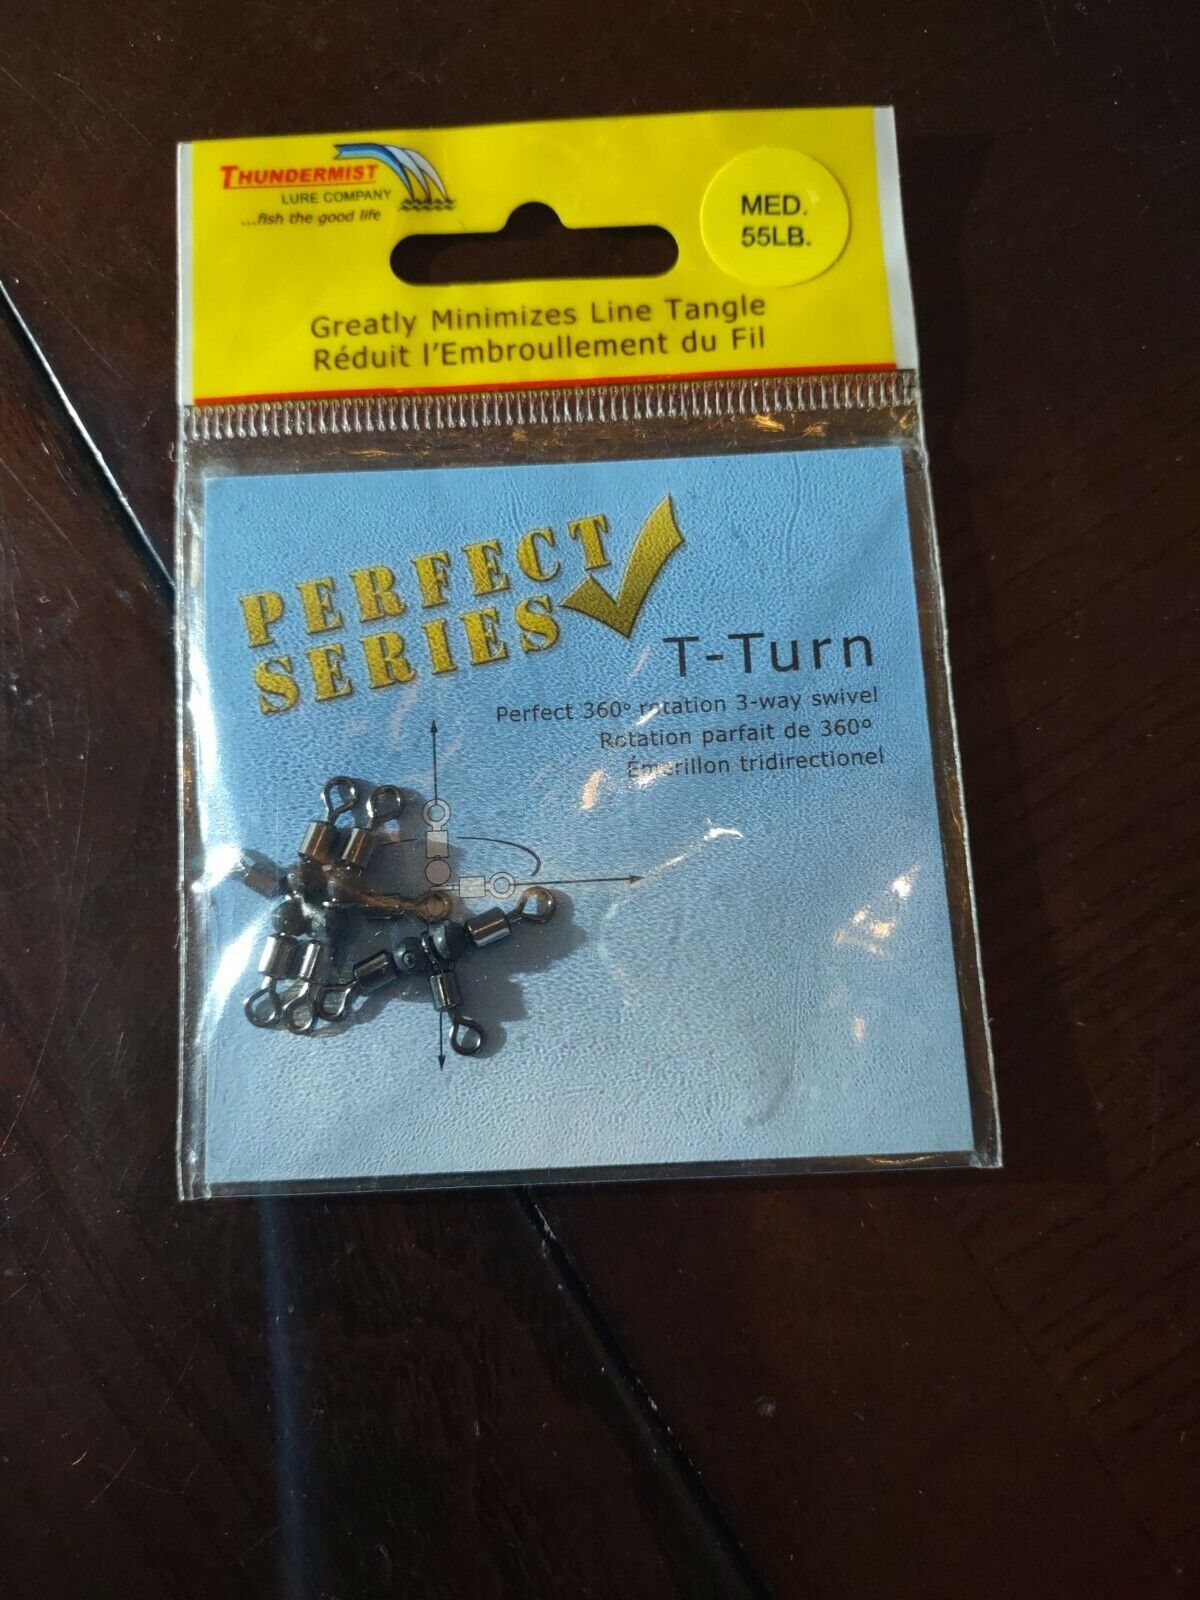 THUNDERMIST
LURE COMPANY
...fish the good life
MED.
55LB.
Greatly Minimizes Line Tangle
Réduit l'Embroullement du Fil
PERFECT
SERIES
T-Turn
Perfect 360° rotation 3-way swivel
Rotation parfait de 360°
Émerillon tridirectionel